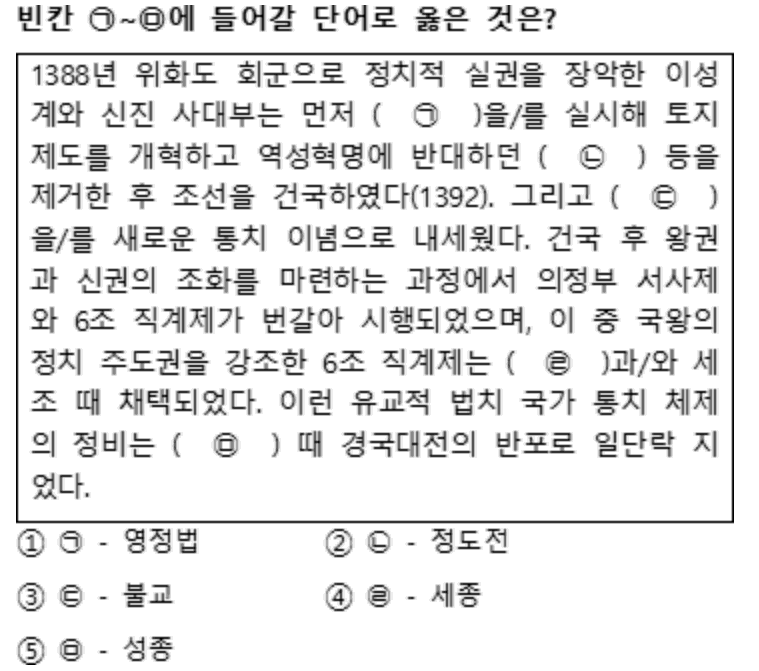 빈칸 ㉠~㉤에 들어갈 단어로 옳은 것은?
1388년 위화도 회군으로 정치적 실권을 장악한 이성
계와 신진 사대부는 먼저 ( ㉠ )을/를 실시해 토지
제도를 개혁하고 역성혁명에 반대하던 ( ㉡ ) 등을
제거한 후 조선을 건국하였다(1392). 그리고 ( ㉢ )
을/를 새로운 통치 이념으로 내세웠다. 건국 후 왕권
과 신권의 조화를 마련하는 과정에서 의정부 서사제
와 6조 직계제가 번갈아 시행되었으며, 이 중 국왕의
정치 주도권을 강조한 6조 직계제는 ( ㉣ )과/와 세
조 때 채택되었다. 이런 유교적 법치 국가 통치 체제
의 정비는 ( ㉤ ) 때 경국대전의 반포로 일단락 지
었다.
① ㉠ - 영정법 ② ㉡ - 정도전
③ ㉢ - 불교 ④ ㉣ - 세종
⑤ ㉤ - 성종